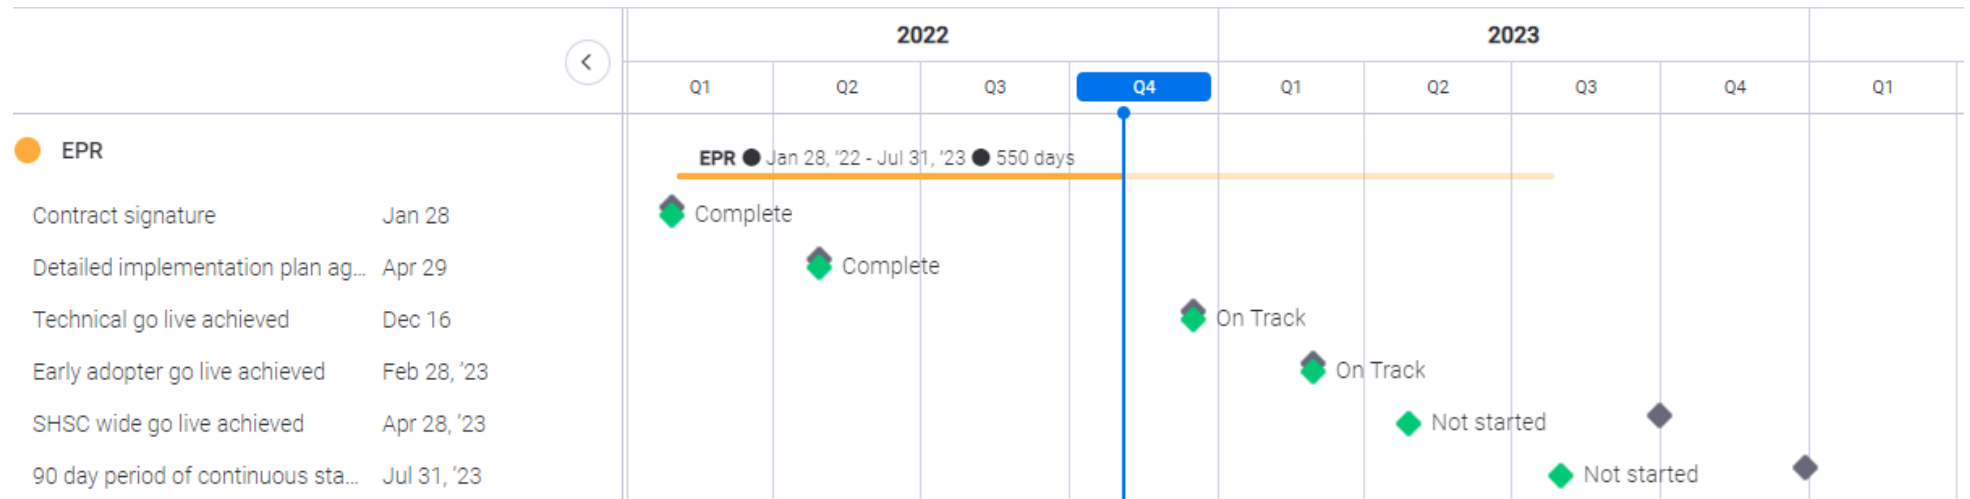 2022 2023
Q1 Q2 Q3 Q4 Q1 Q2 Q3 Q4 Q1
EPR
EPR ● Jan 28, '22 - Jul 31, '23 ● 550 days
Contract signature Jan 28 Complete
Detailed implementation plan ag... Apr 29 Complete
Technical go live achieved Dec 16 On Track
Early adopter go live achieved Feb 28, '23 On Track
SHSC wide go live achieved Apr 28, '23 Not started
90 day period of continuous sta... Jul 31, '23 Not started